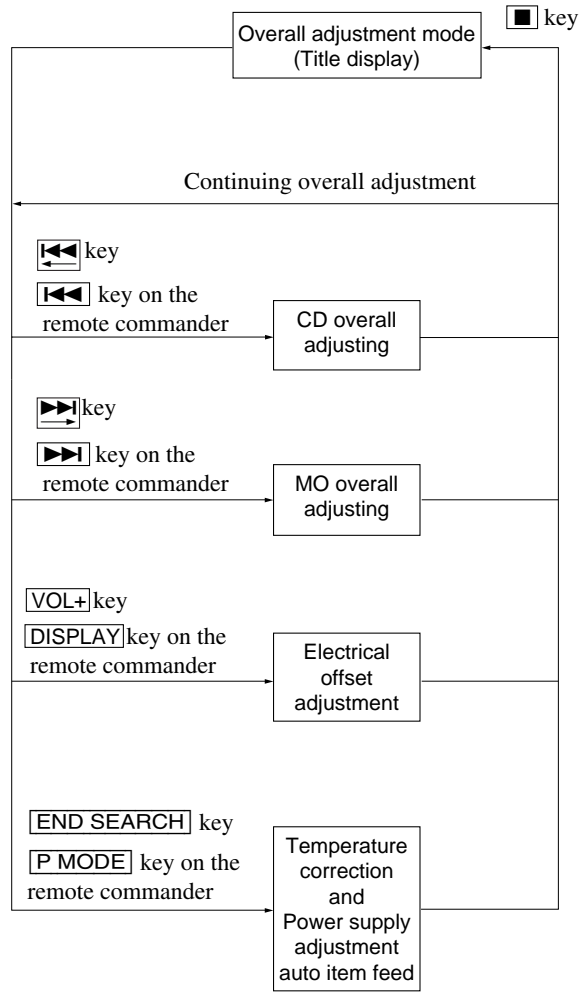 ■ key
Overall adjustment mode
(Title display)
Continuing overall adjustment
key
key on the
remote commander
CD overall
adjusting
key
key on the
remote commander
MO overall
adjusting
VOL+ key
DISPLAY key on the
remote commander
Electrical
offset
adjustment
END SEARCH key
P MODE key on the
remote commander
Temperature
correction
and
Power supply
adjustment
auto item feed